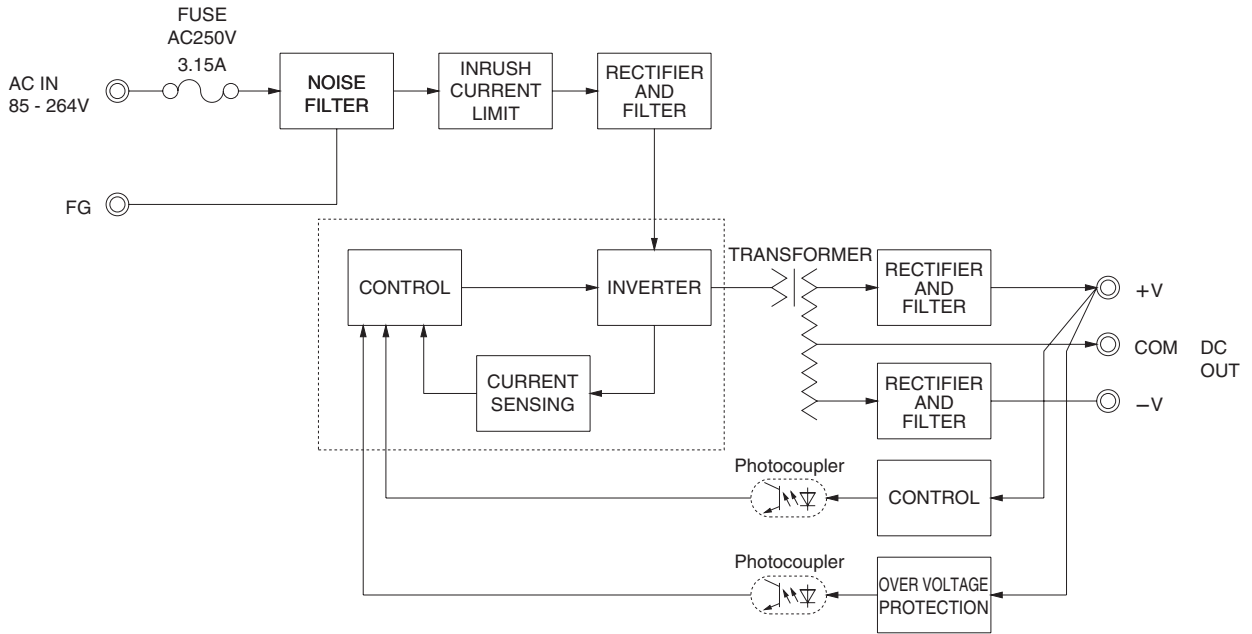 FUSE
AC250V
3.15A
AC IN
85 - 264V
NOISE
FILTER
INRUSH
CURRENT
LIMIT
RECTIFIER
AND
FILTER
FG
CONTROL
INVERTER
TRANSFORMER
RECTIFIER
AND
FILTER
+V
COM
DC
OUT
CURRENT
SENSING
RECTIFIER
AND
FILTER
−V
Photocoupler
CONTROL
Photocoupler
OVER VOLTAGE
PROTECTION